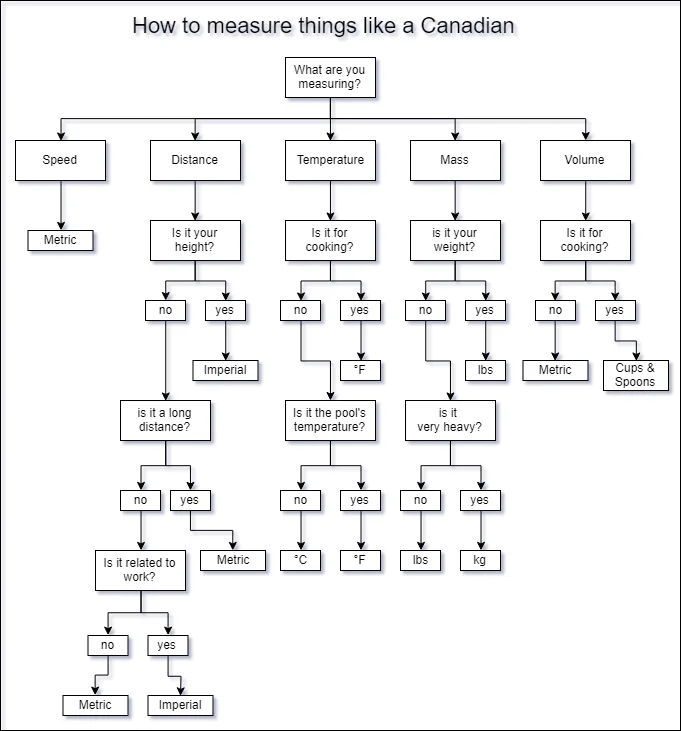 How to measure things like a Canadian
What are you
measuring?
Speed
Distance
Temperature
Mass
Volume
Metric
Is it your
height?
Is it for
cooking?
is it your
weight?
Is it for
cooking?
no
yes
no
yes
no
yes
no
yes
Imperial
°F
lbs
Metric
Cups &
Spoons
is it a long
distance?
Is it the pool's
temperature?
is it
very heavy?
no
yes
no
yes
no
yes
Is it related to
work?
Metric
°C
°F
lbs
kg
no
yes
Metric
Imperial